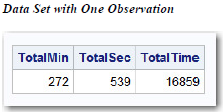 Data Set with One Observation
TotalMin TotalSec TotalTime
272 539 16859